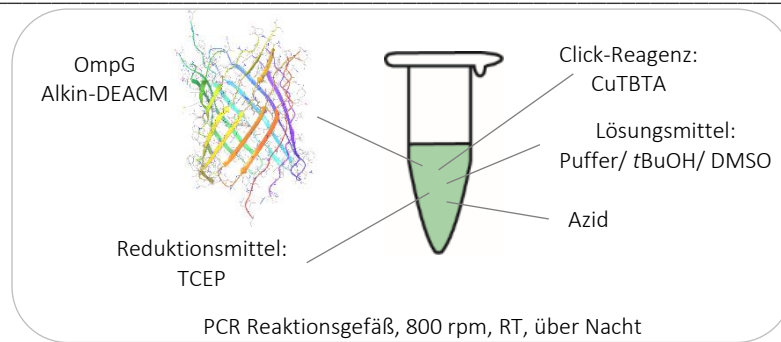 OmpG
Alkin-DEACM
Click-Reagenz:
CuTBTA
Lösungsmittel:
Puffer/ tBuOH/ DMSO
Azid
Reduktionsmittel:
TCEP
PCR Reaktionsgefäß, 800 rpm, RT, über Nacht